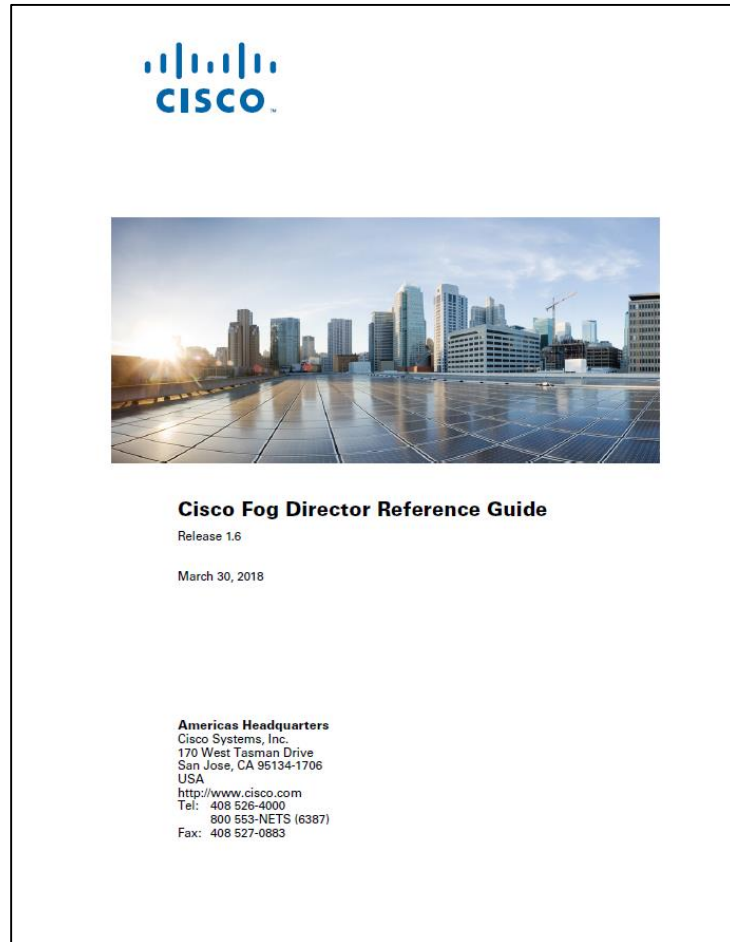 CISCO
Cisco Fog Director Reference Guide
Release 1.6
March 30, 2018
Americas Headquarters
Cisco Systems, Inc.
170 West Tasman Drive
San Jose, CA 95134-1706
USA
http://www.cisco.com
Tel: 408 526-4000
800 553-NETS (6387)
Fax: 408 527-0883